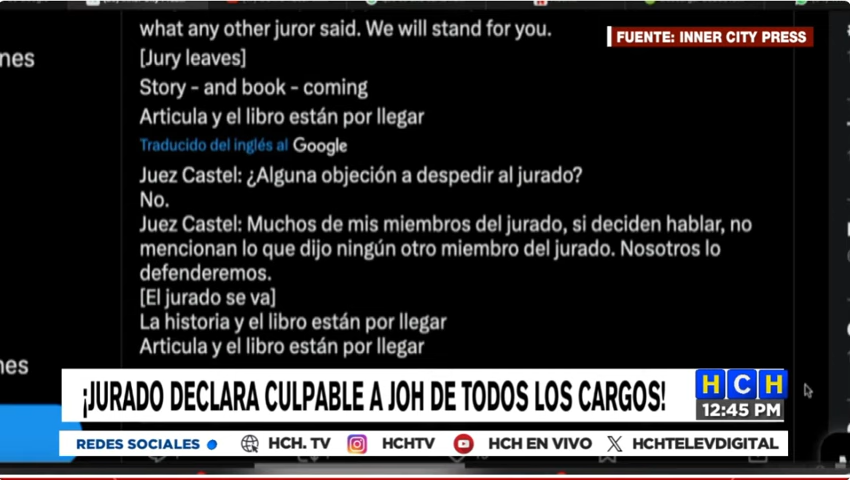 what any other juror said. We will stand for you.
FUENTE: INNER CITY PRESS
nes
[Jury leaves]
Story - and book - coming
Articula y el libro están por llegar
Traducido del inglés al Google
Juez Castel: ¿Alguna objeción a despedir al jurado?
No.
Juez Castel: Muchos de mis miembros del jurado, si deciden hablar, no
mencionan lo que dijo ningún otro miembro del jurado. Nosotros lo
defenderemos.
[El jurado se va]
La historia y el libro están por llegar
Articula y el libro están por llegar
nes
¡JURADO DECLARA CULPABLE A JOH DE TODOS LOS CARGOS!
HCH
12:45 PM
REDES SOCIALES HCH. TV HCHTV HCH EN VIVO HCHTELEVDIGITAL